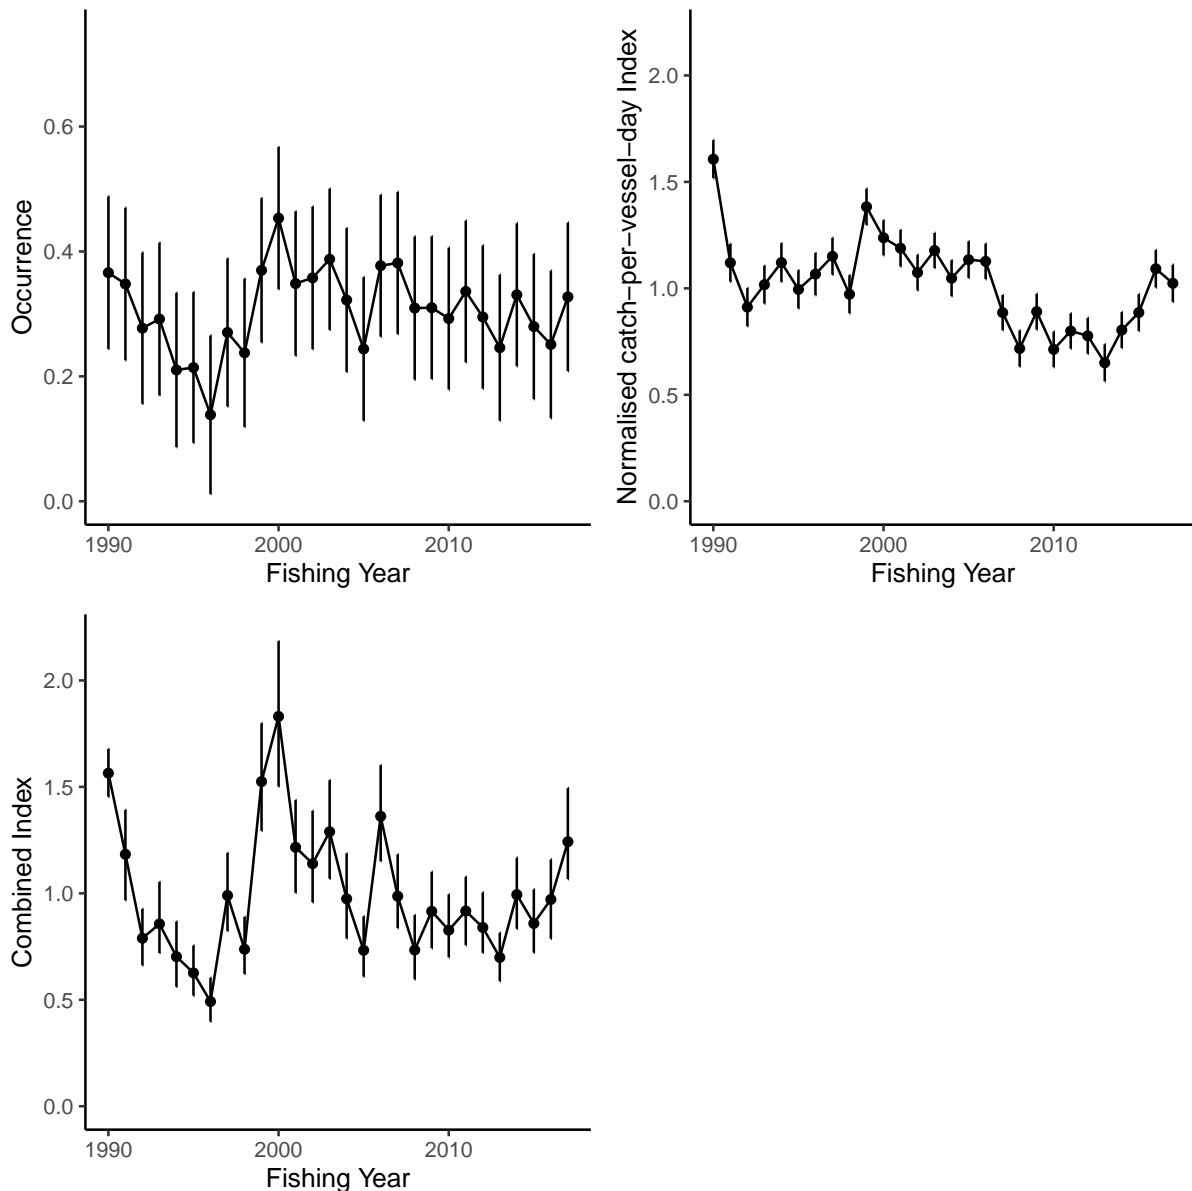 Occurrence
0.6
0.4
0.2
0.0
1990 2000 2010
Fishing Year
Normalised catch−per−vessel−day Index
2.0
1.5
1.0
0.5
0.0
1990 2000 2010
Fishing Year
Combined Index
2.0
1.5
1.0
0.5
0.0
1990 2000 2010
Fishing Year